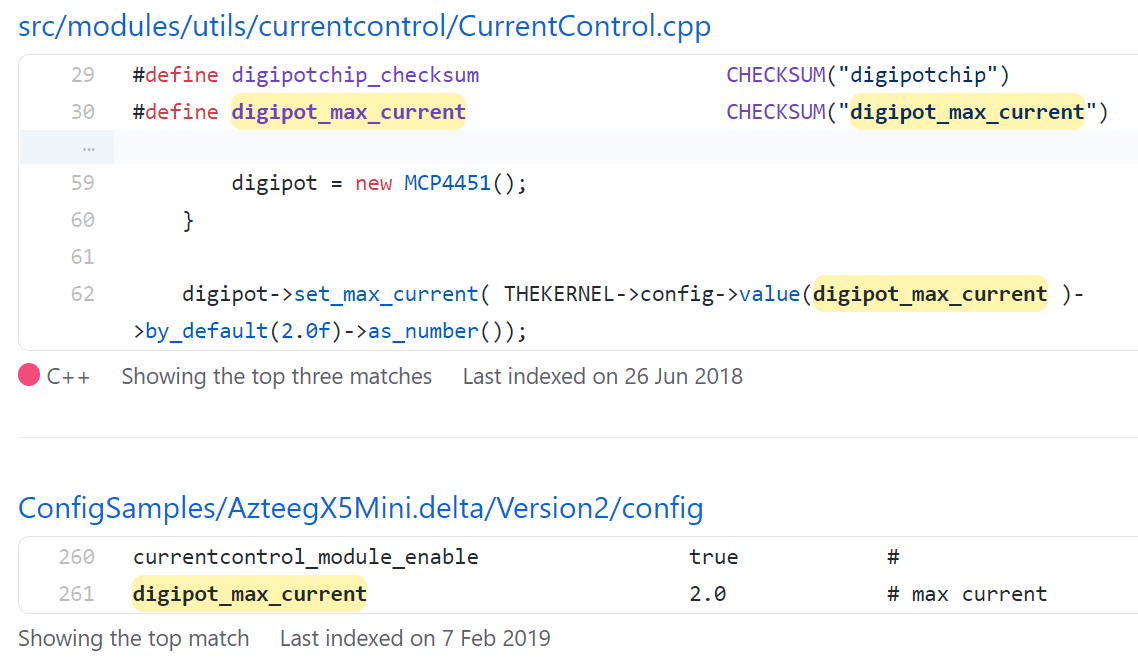 src/modules/utils/currentcontrol/CurrentControl.cpp
29 #define digipotchip_checksum CHECKSUM("digipotchip")
30 #define digipot_max_current CHECKSUM("digipot_max_current")
...
59 digipot = new MCP4451();
60 }
61
62 digipot->set_max_current( THEKERNEL->config->value(digipot_max_current )-
>by_default(2.0f)->as_number());
C++ Showing the top three matches Last indexed on 26 Jun 2018
ConfigSamples/AzteegX5Mini.delta/Version2/config
260 currentcontrol_module_enable true #
261 digipot_max_current 2.0 # max current
Showing the top match Last indexed on 7 Feb 2019